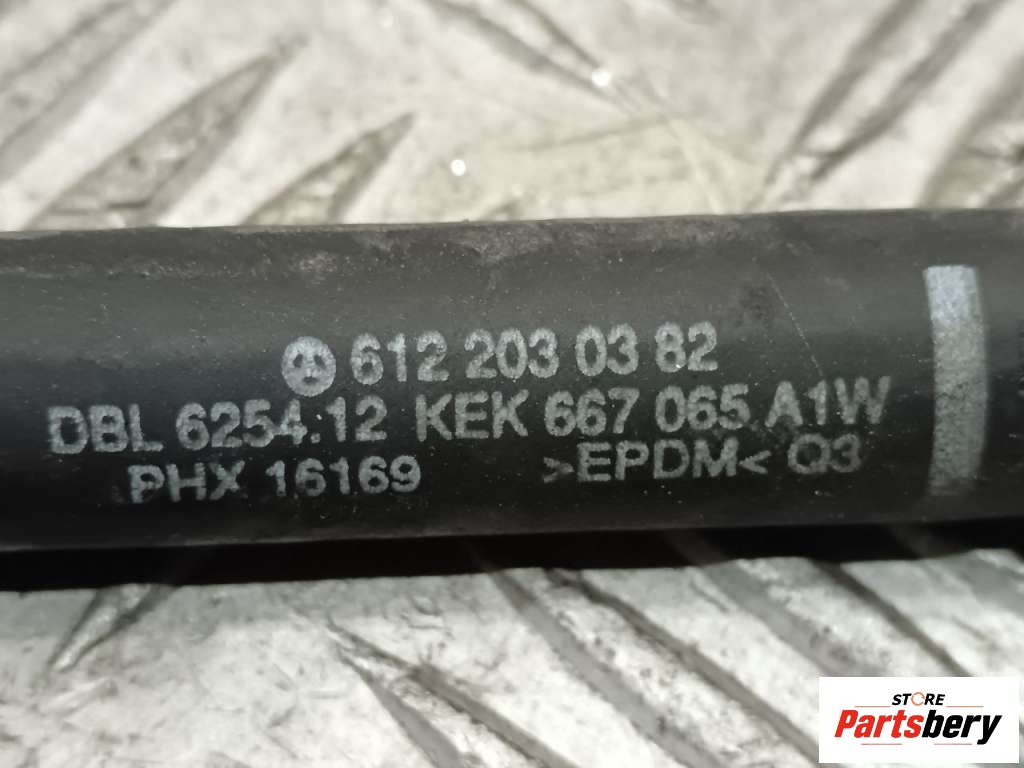 612 203 03 82
DBL 6254.12 KEK 667 065 A1W
PHX 16169 >EPDM< Q3
STORE
Partsbery